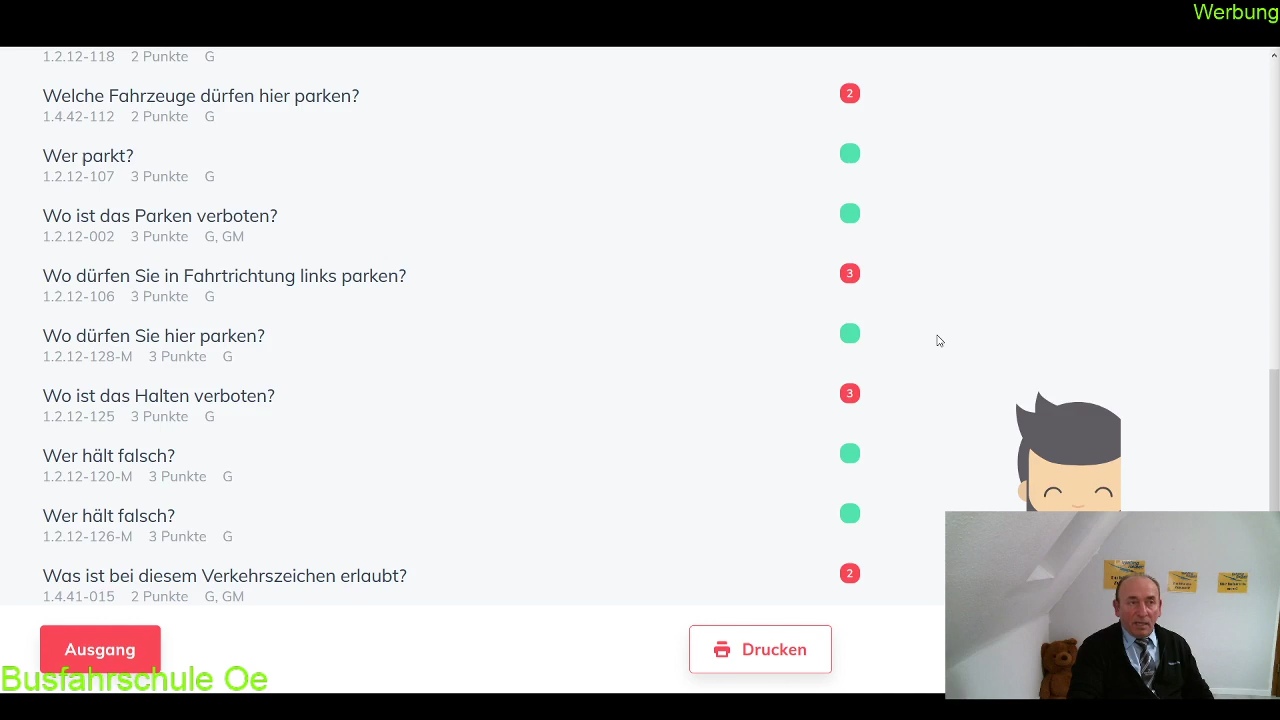 Werbung
1.2.12-118 2 Punkte G
Welche Fahrzeuge dürfen hier parken? 2
1.4.42-112 2 Punkte G
Wer parkt?
1.2.12-107 3 Punkte G
Wo ist das Parken verboten?
1.2.12-002 3 Punkte G, GM
Wo dürfen Sie in Fahrtrichtung links parken? 3
1.2.12-106 3 Punkte G
Wo dürfen Sie hier parken?
1.2.12-128-M 3 Punkte G
Wo ist das Halten verboten? 3
1.2.12-125 3 Punkte G
Wer hält falsch?
1.2.12-120-M 3 Punkte G
Wer hält falsch?
1.2.12-126-M 3 Punkte G
Was ist bei diesem Verkehrszeichen erlaubt? 2
1.4.41-015 2 Punkte G, GM
Ausgang
Drucken
Busfahrschule Oe